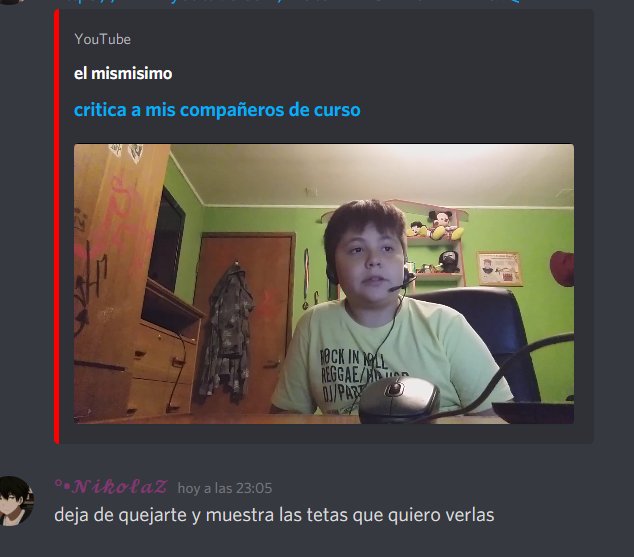 YouTube
el mismisimo
critica a mis compañeros de curso
ROCK IN ROLL
REGGAE/HIP HOP
DJ/PART
°•NikolaZ hoy a las 23:05
deja de quejarte y muestra las tetas que quiero verlas